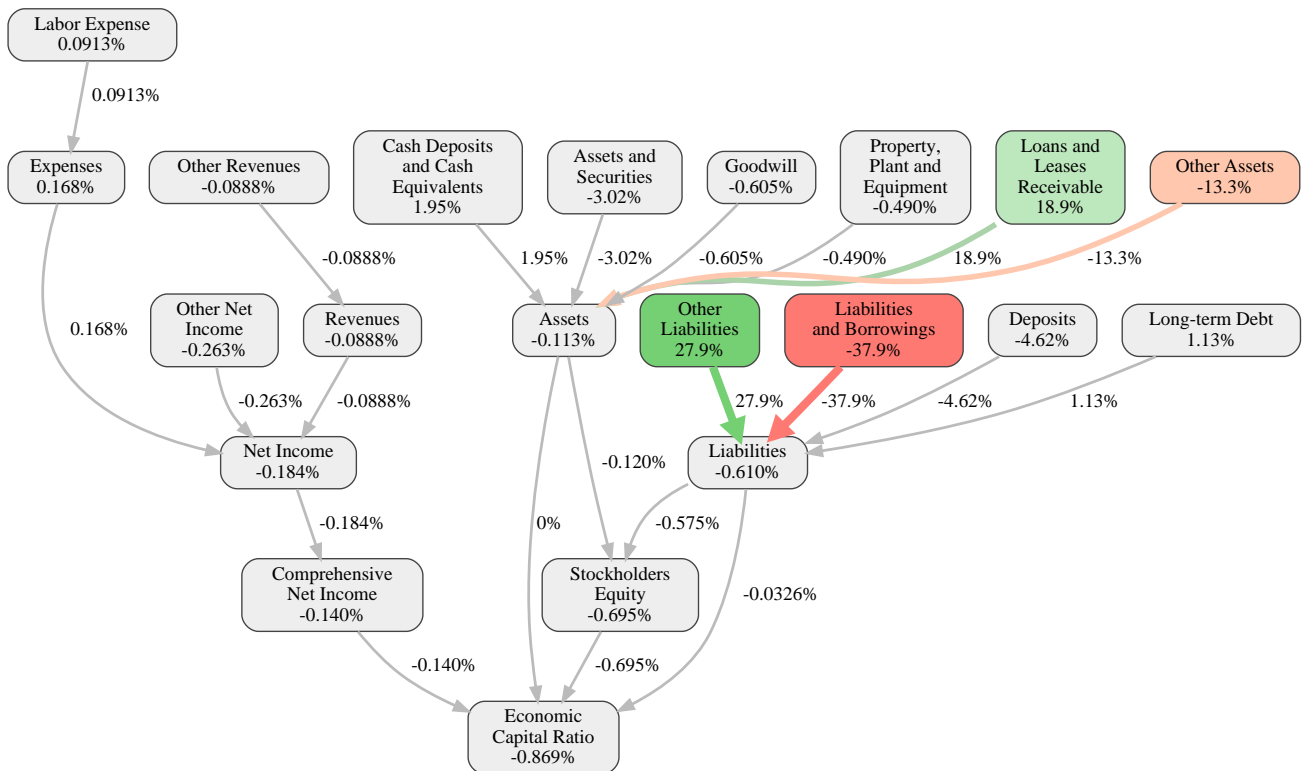 Labor Expense
0.0913%
0.0913%
Expenses
0.168%
Other Revenues
-0.0888%
Cash Deposits
and Cash
Equivalents
1.95%
Assets and
Securities
-3.02%
Goodwill
-0.605%
Property,
Plant and
Equipment
-0.490%
Loans and
Leases
Receivable
18.9%
Other Assets
-13.3%
-0.0888%
1.95%
-3.02%
-0.605%
-0.490%
18.9%
-13.3%
0.168%
Other Net
Income
-0.263%
Revenues
-0.0888%
Assets
-0.113%
Other
Liabilities
27.9%
Liabilities
and Borrowings
-37.9%
Deposits
-4.62%
Long-term Debt
1.13%
-0.263%
-0.0888%
27.9%
-37.9%
-4.62%
1.13%
Net Income
-0.184%
-0.120%
Liabilities
-0.610%
-0.184%
0%
-0.575%
Comprehensive
Net Income
-0.140%
Stockholders
Equity
-0.695%
-0.0326%
-0.140%
-0.695%
Economic
Capital Ratio
-0.869%